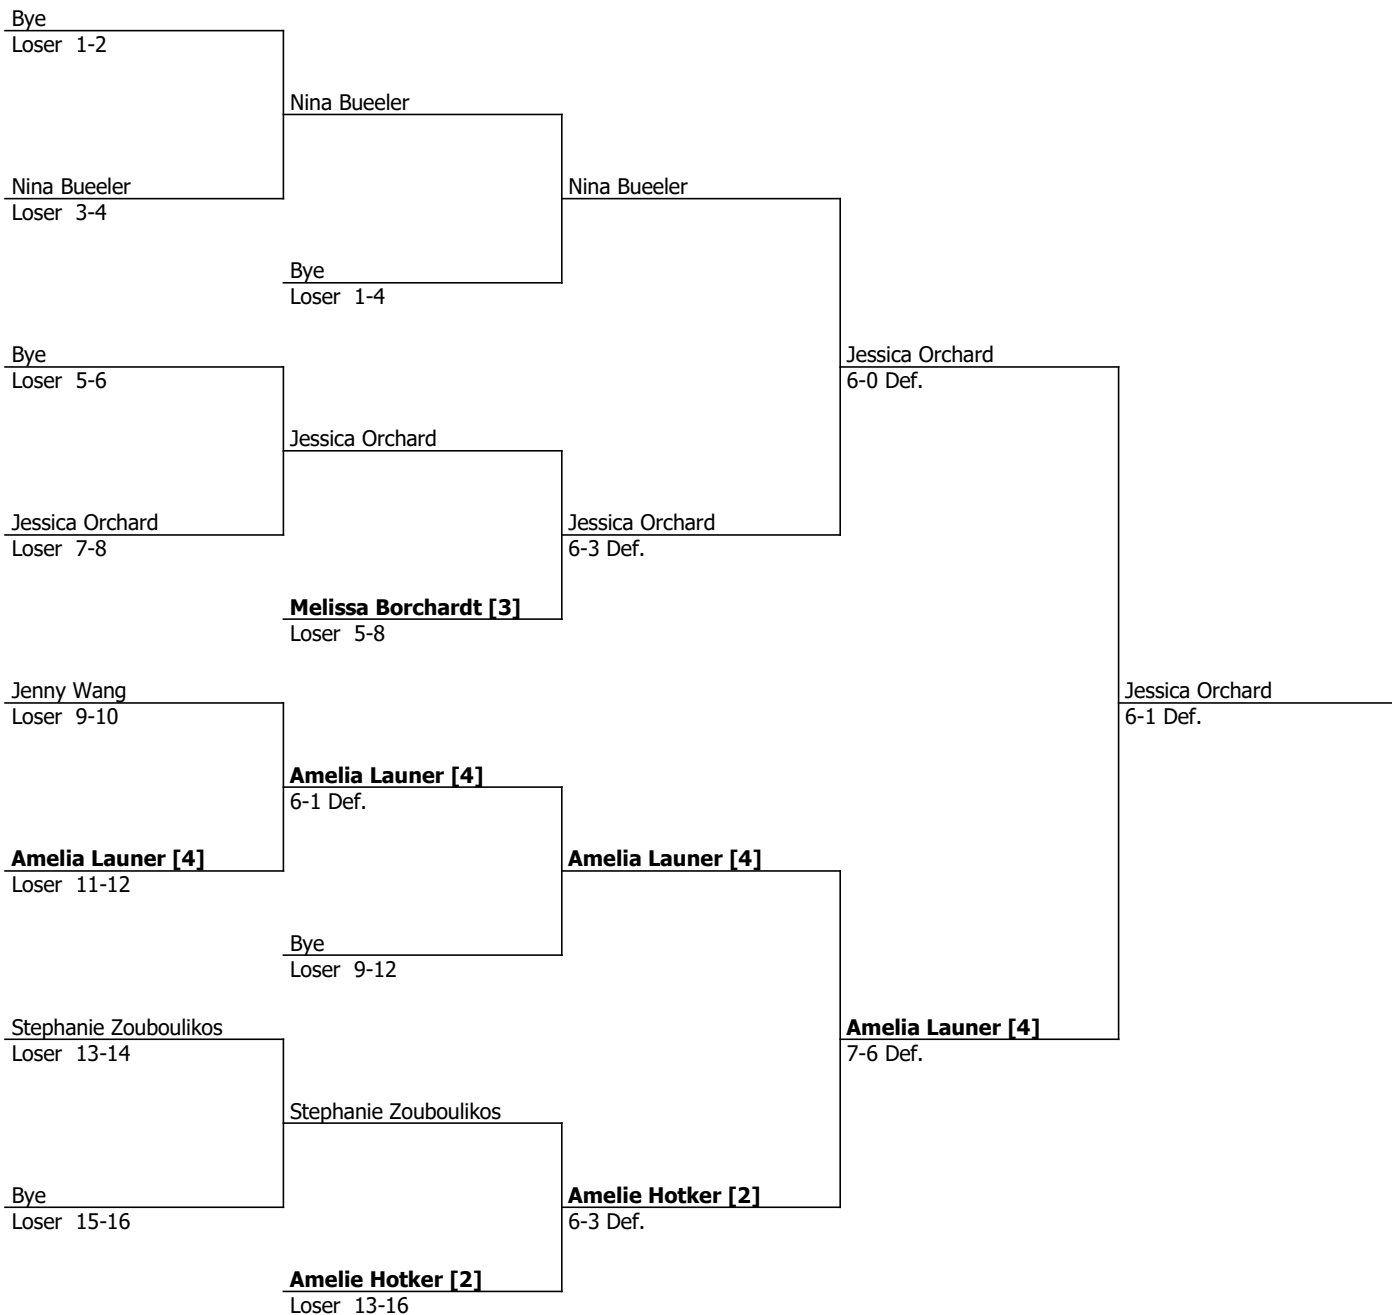 Bye
Loser 1-2
Nina Bueeler
Nina Bueeler
Loser 3-4
Nina Bueeler
Bye
Loser 1-4
Bye
Loser 5-6
Jessica Orchard
6-0 Def.
Jessica Orchard
Jessica Orchard
Loser 7-8
Jessica Orchard
6-3 Def.
Melissa Borchardt [3]
Loser 5-8
Jenny Wang
Loser 9-10
Jessica Orchard
6-1 Def.
Amelia Launer [4]
6-1 Def.
Amelia Launer [4]
Loser 11-12
Amelia Launer [4]
Bye
Loser 9-12
Stephanie Zouboulikos
Loser 13-14
Amelia Launer [4]
7-6 Def.
Stephanie Zouboulikos
Bye
Loser 15-16
Amelie Hotker [2]
6-3 Def.
Amelie Hotker [2]
Loser 13-16